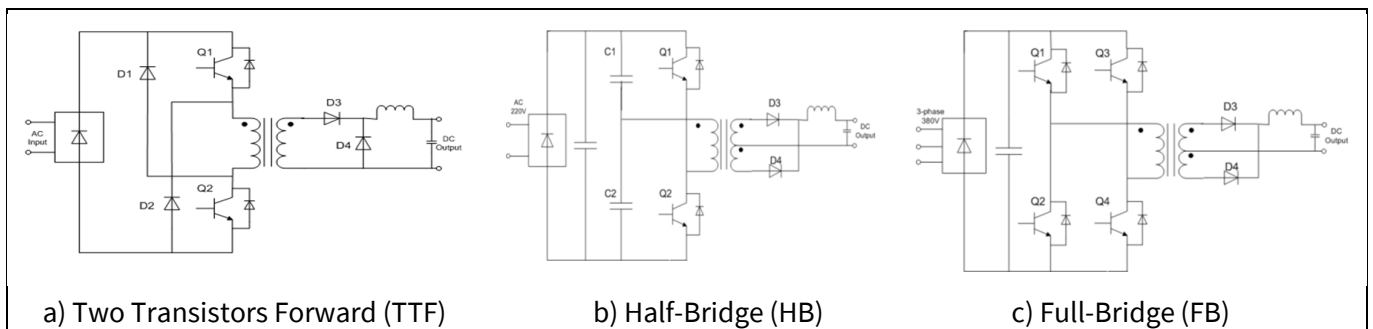 Q1
D1
D3
AC
Input
D4
DC
Output
Q2
D2
a) Two Transistors Forward (TTF)
C1
Q1
AC
220V
D3
DC
Output
D4
C2
Q2
b) Half-Bridge (HB)
Q1
Q3
3-phase
380V
D3
DC
Output
D4
Q2
Q4
c) Full-Bridge (FB)